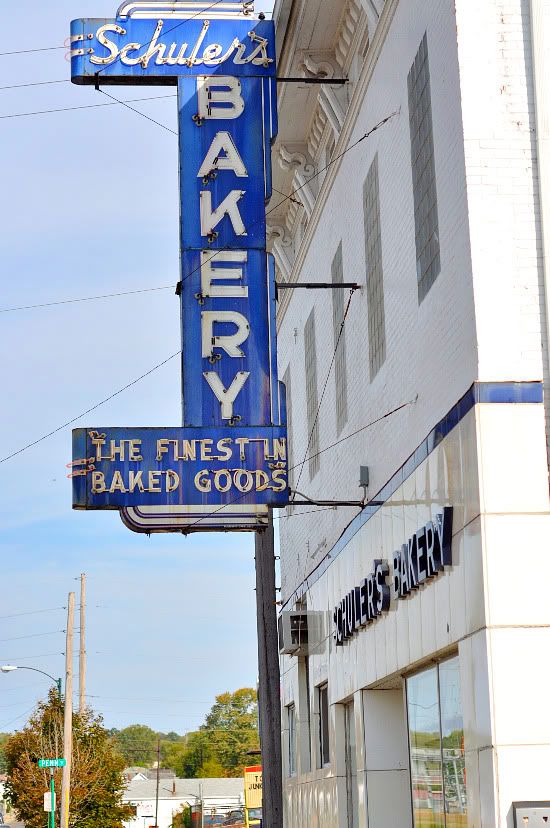 Schuler's
BAKERY
THE FINEST IN
BAKED GOODS
SCHULER'S BAKERY
PENN